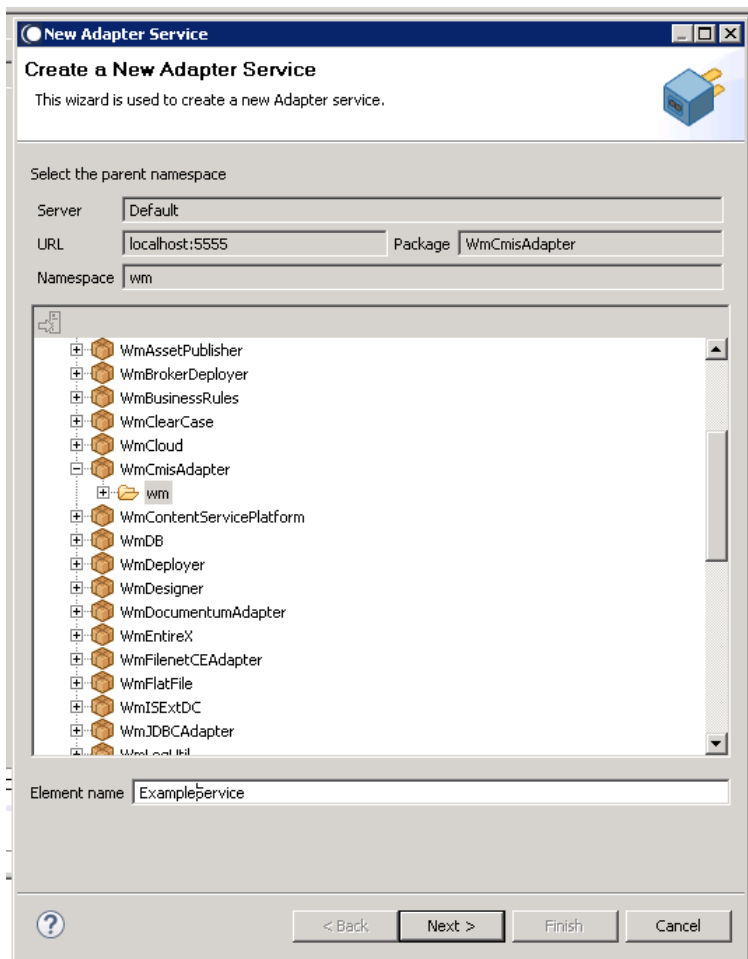 New Adapter Service
Create a New Adapter Service
This wizard is used to create a new Adapter service.
Select the parent namespace
Server Default
URL localhost:5555 Package WmCmisAdapter
Namespace wm
WmAssetPublisher
WmBrokerDeployer
WmBusinessRules
WmClearCase
WmCloud
WmCmisAdapter
wm
WmContentServicePlatform
WmDB
WmDeployer
WmDesigner
WmDocumentumAdapter
WmEntireX
WmFilenetCEAdapter
WmFlatFile
WmISExtDC
WmJDBCAdapter
WmLogUtil
Element name ExampleService
? < Back Next > Finish Cancel